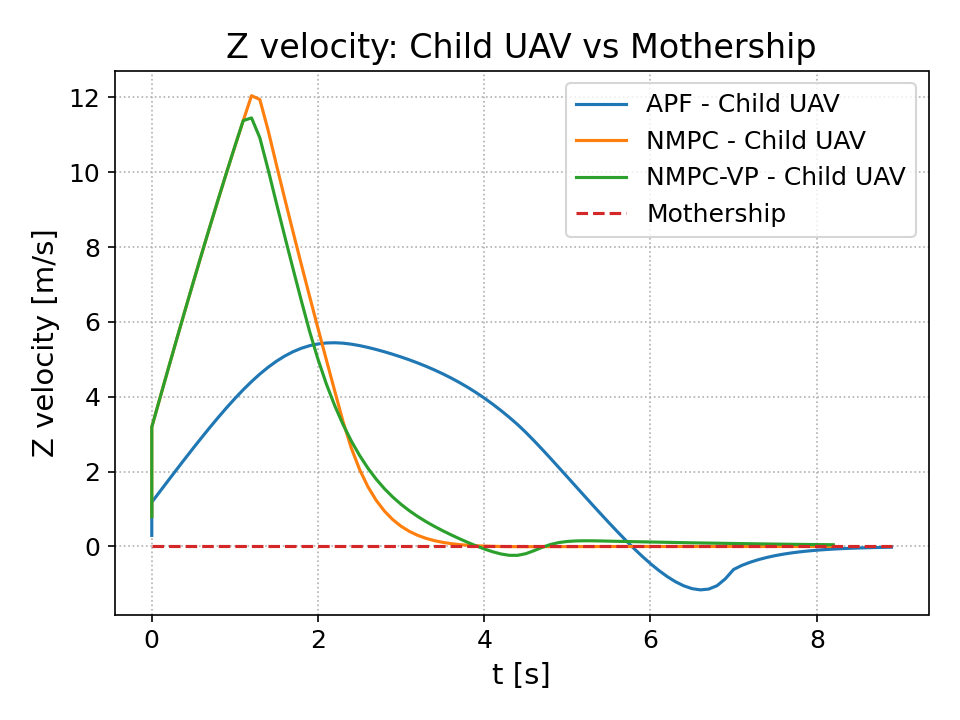 Z velocity: Child UAV vs Mothership
APF - Child UAV
NMPC - Child UAV
NMPC-VP - Child UAV
Mothership
Z velocity [m/s]
12
10
8
6
4
2
0
0 2 4 6 8
t [s]